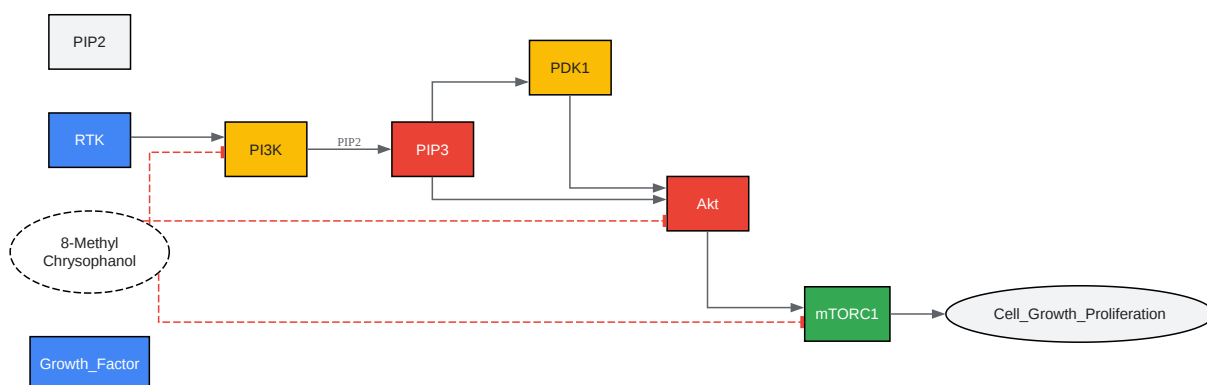 PIP2
PDK1
RTK
PI3K
PIP2
PIP3
Akt
8-Methyl
Chrysophanol
mTORC1
Cell_Growth_Proliferation
Growth_Factor